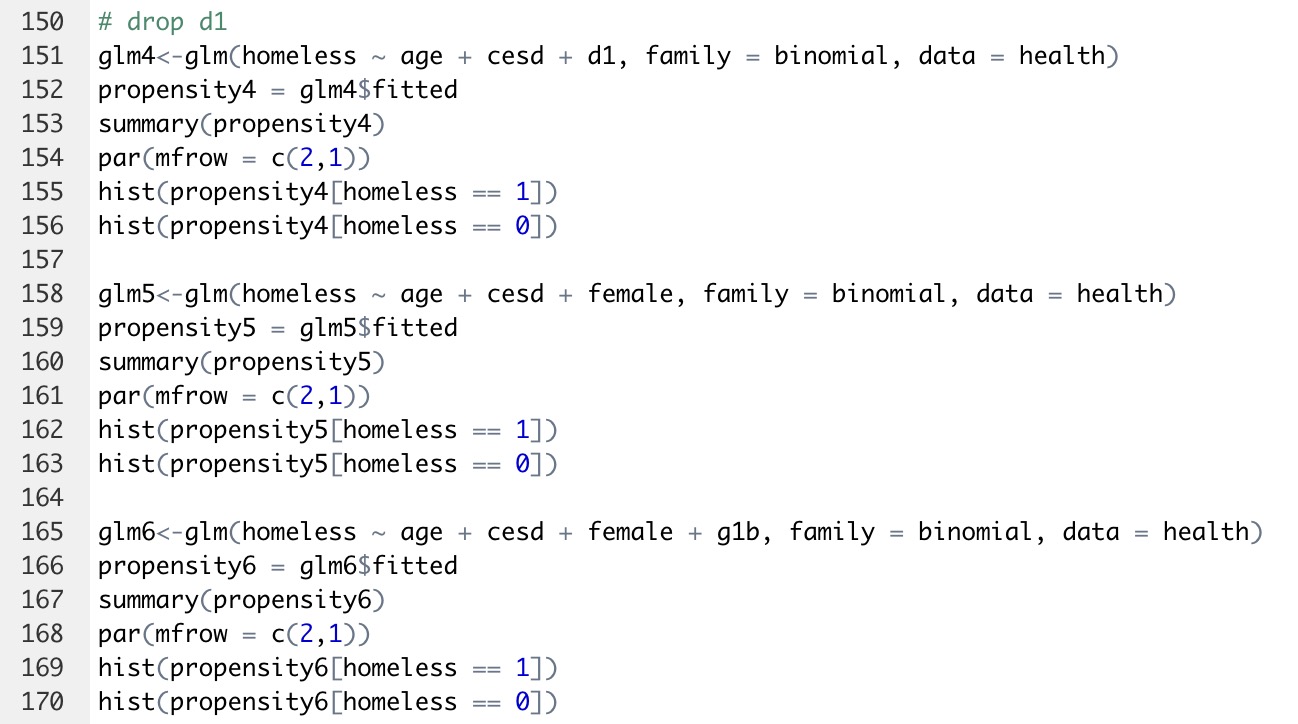 150 # drop d1
151 glm4<-glm(homeless ~ age + cesd + d1, family = binomial, data = health)
152 propensity4 = glm4$fitted
153 summary(propensity4)
154 par(mfrow = c(2,1))
155 hist(propensity4[homeless == 1])
156 hist(propensity4[homeless == 0])
157
158 glm5<-glm(homeless ~ age + cesd + female, family = binomial, data = health)
159 propensity5 = glm5$fitted
160 summary(propensity5)
161 par(mfrow = c(2,1))
162 hist(propensity5[homeless == 1])
163 hist(propensity5[homeless == 0])
164
165 glm6<-glm(homeless ~ age + cesd + female + g1b, family = binomial, data = health)
166 propensity6 = glm6$fitted
167 summary(propensity6)
168 par(mfrow = c(2,1))
169 hist(propensity6[homeless == 1])
170 hist(propensity6[homeless == 0])